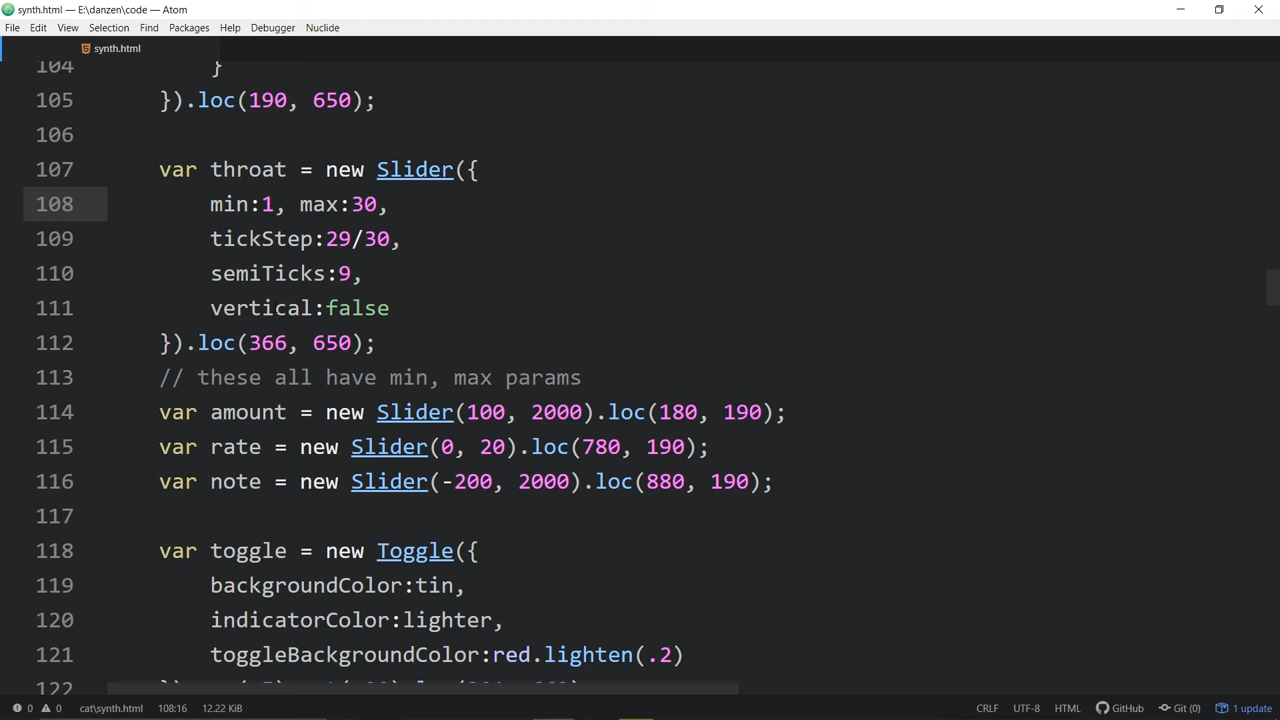 synth.html — E:\danzen\code — Atom
File Edit View Selection Find Packages Help Debugger Nuclide
synth.html
104 }
105 }).loc(190, 650);
106
107 var throat = new Slider({
108 min:1, max:30,
109 tickStep:29/30,
110 semiTicks:9,
111 vertical:false
112 }).loc(366, 650);
113 // these all have min, max params
114 var amount = new Slider(100, 2000).loc(180, 190);
115 var rate = new Slider(0, 20).loc(780, 190);
116 var note = new Slider(-200, 2000).loc(880, 190);
117
118 var toggle = new Toggle({
119 backgroundColor:tin,
120 indicatorColor:lighter,
121 toggleBackgroundColor:red.lighten(.2)
122
0 0 cat\synth.html 108:16 12.22 KiB CRLF UTF-8 HTML GitHub Git (0) 1 update